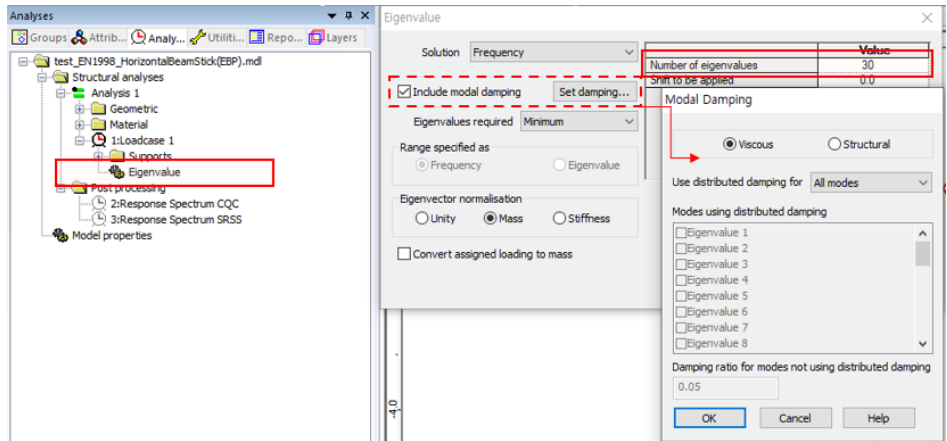 Analyses
Groups Attrib... Analy... Utiliti... Repo... Layers
test_EN1998_HorizontalBeamStick(EBP).mdl
Structural analyses
Analysis 1
Geometric
Material
1:Loadcase 1
Supports
Eigenvalue
Post processing
2:Response Spectrum CQC
3:Response Spectrum SRSS
Model properties
Eigenvalue
Solution Frequency
Include modal damping Set damping...
Eigenvalues required Minimum
Range specified as
Frequency Eigenvalue
Eigenvector normalisation
Unity Mass Stiffness
Convert assigned loading to mass
Value
Number of eigenvalues 30
Shift to be applied 0.0
Modal Damping
Viscous Structural
Use distributed damping for All modes
Modes using distributed damping
Eigenvalue 1
Eigenvalue 2
Eigenvalue 3
Eigenvalue 4
Eigenvalue 5
Eigenvalue 6
Eigenvalue 7
Eigenvalue 8
Damping ratio for modes not using distributed damping
0.05
OK Cancel Help
-4.0